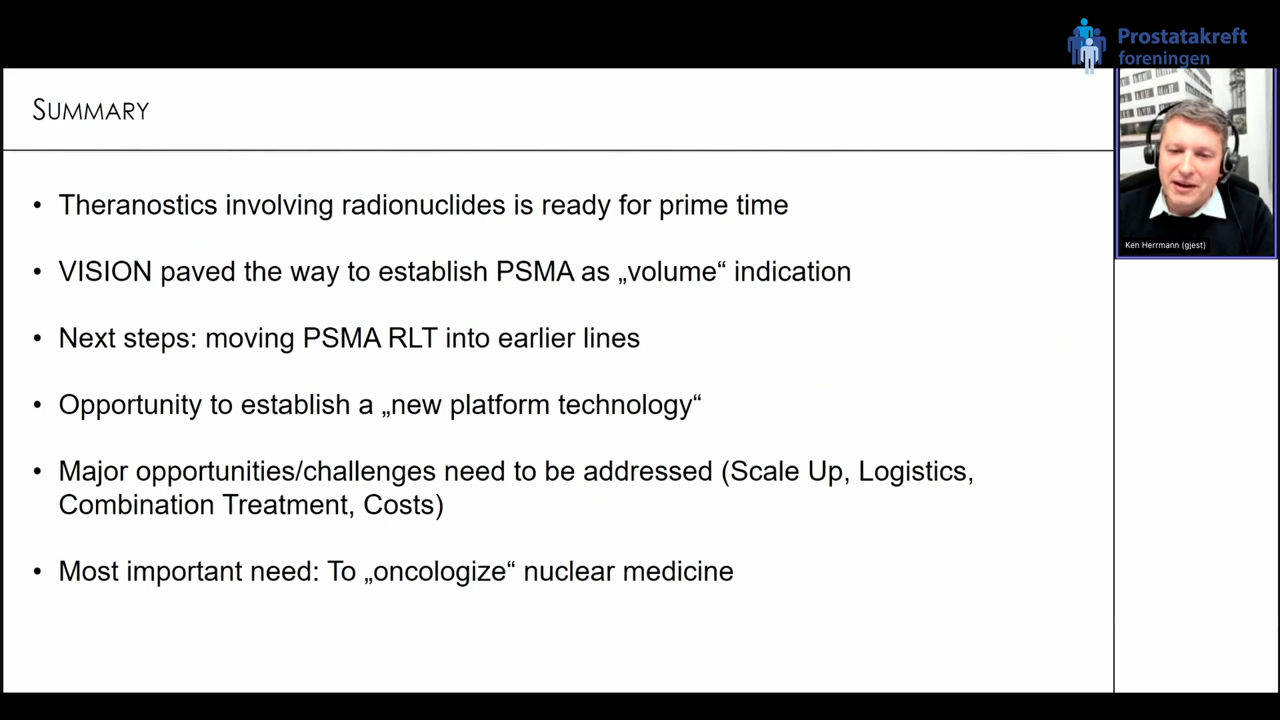 Prostatakreft
foreningen
SUMMARY
• Theranostics involving radionuclides is ready for prime time
• VISION paved the way to establish PSMA as „volume“ indication
• Next steps: moving PSMA RLT into earlier lines
• Opportunity to establish a „new platform technology“
• Major opportunities/challenges need to be addressed (Scale Up, Logistics,
Combination Treatment, Costs)
• Most important need: To „oncologize“ nuclear medicine
Ken Herrmann (gjest)